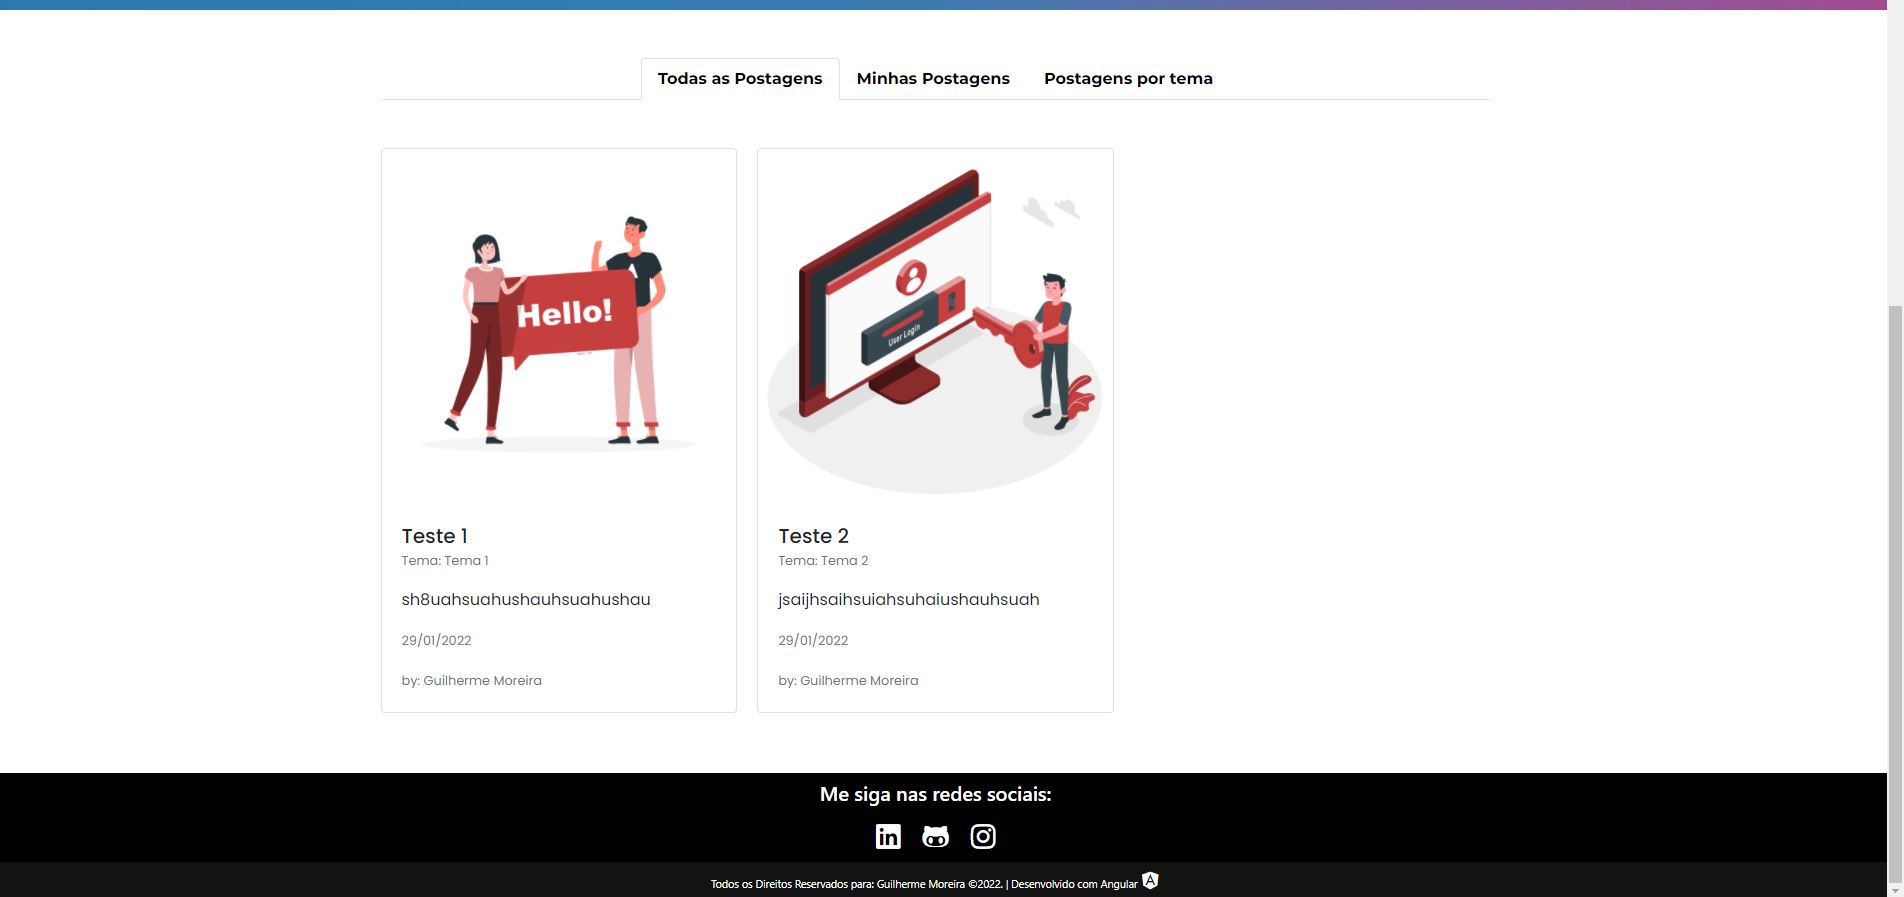 Todas as Postagens Minhas Postagens Postagens por tema
Hello!
User Login
Teste 1
Tema: Tema 1
sh8uahsuahushauhsuahushau
29/01/2022
by: Guilherme Moreira
Teste 2
Tema: Tema 2
jsaijhsaihsuiahsuhaiushauhsuah
29/01/2022
by: Guilherme Moreira
Me siga nas redes sociais:
in
Todos os Direitos Reservados para: Guilherme Moreira ©2022. | Desenvolvido com Angular A